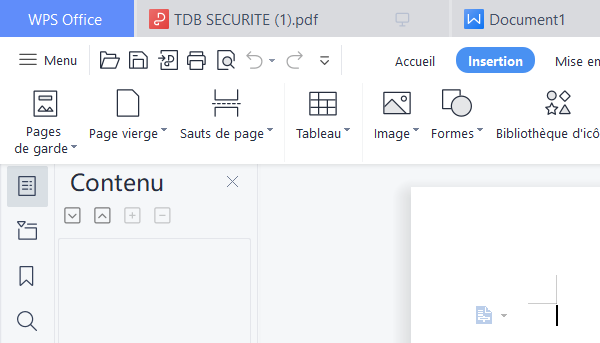 WPS Office TDB SECURITE (1).pdf Document1
Menu Accueil Insertion Mise en
Pages de garde Page vierge Sauts de page Tableau Image Formes Bibliothèque d'icô
Contenu